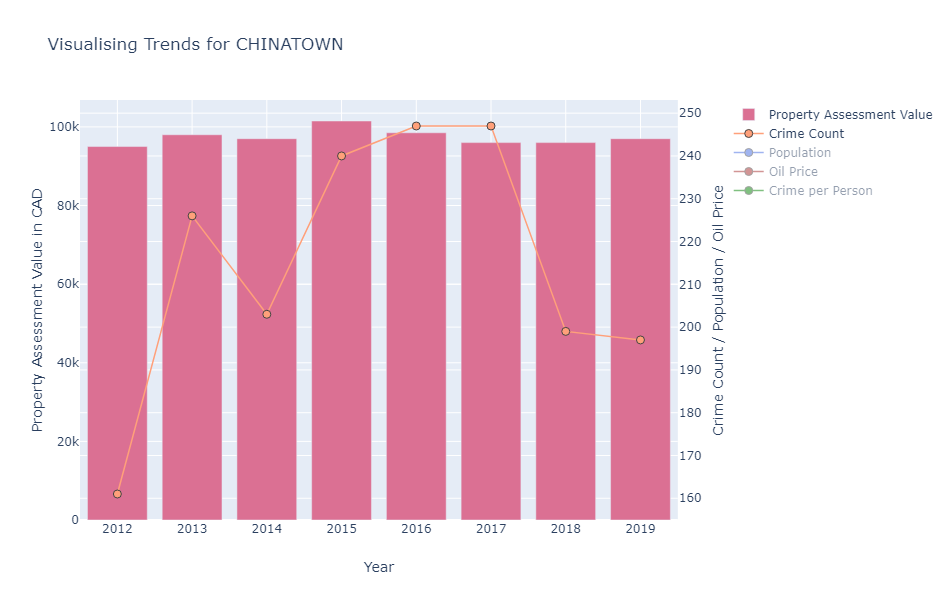 Visualising Trends for CHINATOWN
Property Assessment Value in CAD
100k
80k
60k
40k
20k
0
2012 2013 2014 2015 2016 2017 2018 2019
Year
250
240
230
220
210
200
190
180
170
160
Crime Count / Population / Oil Price
Property Assessment Value
Crime Count
Population
Oil Price
Crime per Person